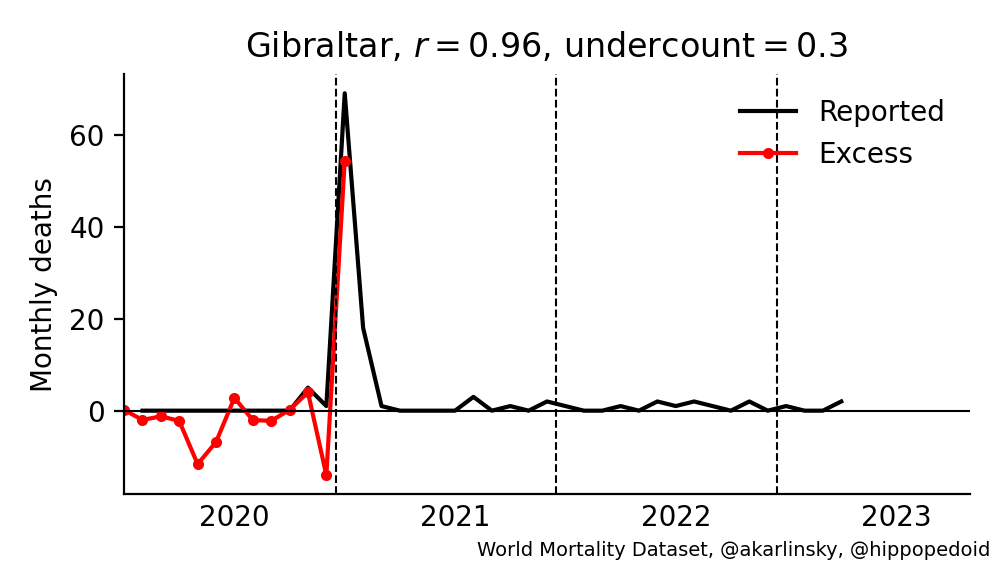 Gibraltar, r = 0.96, undercount = 0.3
Monthly deaths
60
40
20
0
Reported
Excess
2020 2021 2022 2023
World Mortality Dataset, @akarlinsky, @hippopedoid